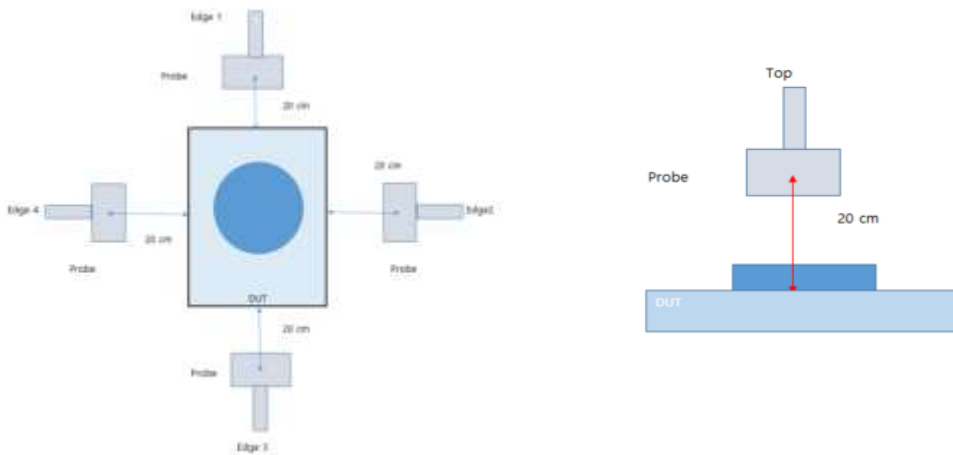 Edge 1
Probe
20 cm
20 cm
Edge 4
Edge2
20 cm
Probe
Probe
DUT
20 cm
Probe
Edge 3
Top
Probe
20 cm
DUT